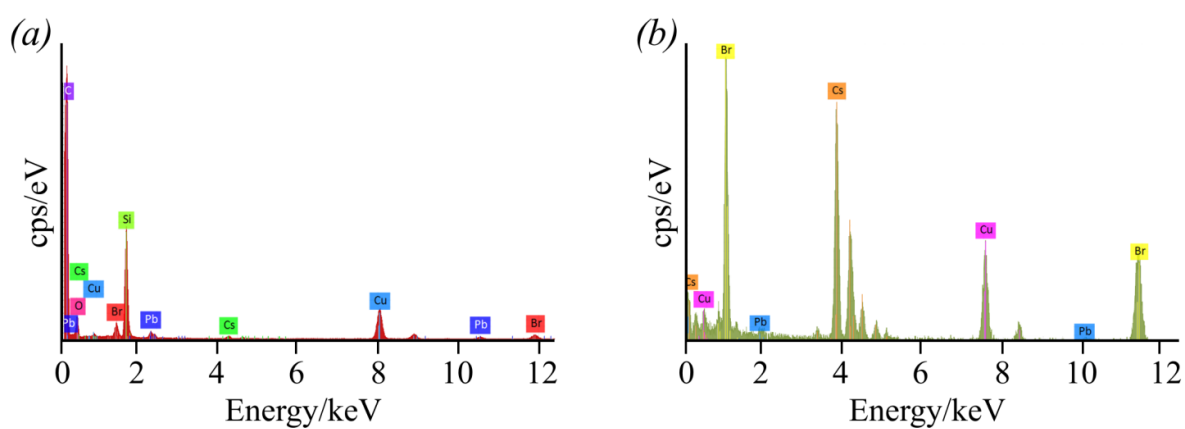 (a)
cps/eV
C
Si
Cs
Cu
O
Pb
Br
Pb
Cs
Cu
Pb
Br
0 2 4 6 8 10 12
Energy/keV
(b)
cps/eV
Br
Cs
Cs
Cu
Pb
Cu
Pb
Br
0 2 4 6 8 10 12
Energy/keV